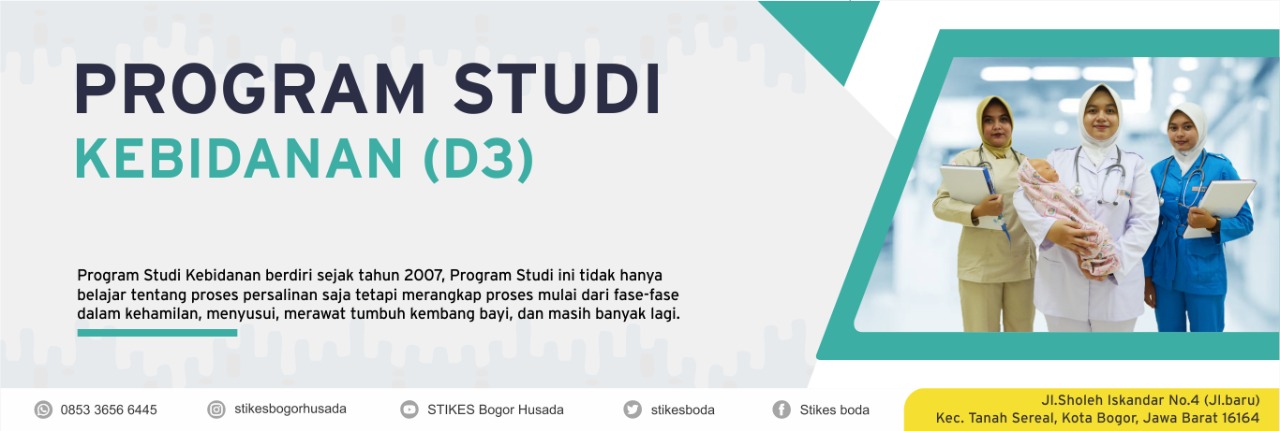 PROGRAM STUDI
KEBIDANAN (D3)
Program Studi Kebidanan berdiri sejak tahun 2007, Program Studi ini tidak hanya
belajar tentang proses persalinan saja tetapi merangkap proses mulai dari fase-fase
dalam kehamilan, menyusui, merawat tumbuh kembang bayi, dan masih banyak lagi.
0853 3656 6445
stikesbogorhusada
STIKES Bogor Husada
stikesboda
Stikes boda
Jl.Sholeh Iskandar No.4 (Jl.baru)
Kec. Tanah Sereal, Kota Bogor, Jawa Barat 16164